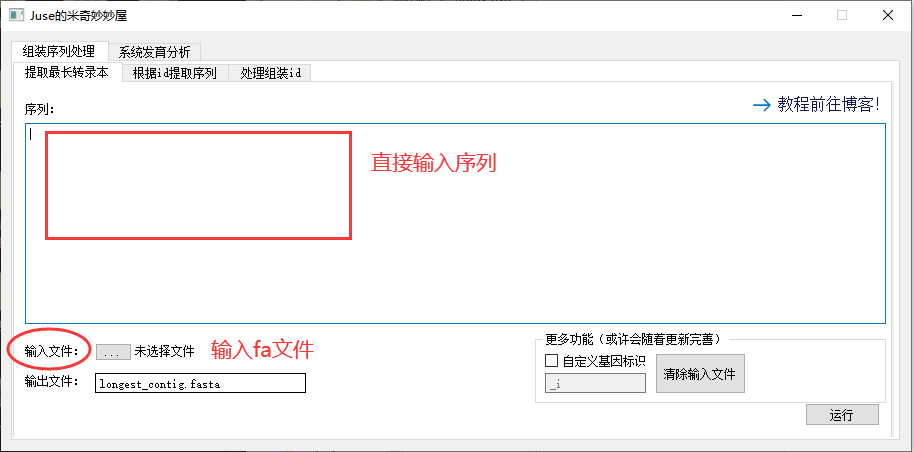 Juse的米奇妙妙屋
组装序列处理 系统发育分析
提取最长转录本 根据id提取序列 处理组装id
序列：
→ 教程前往博客!
直接输入序列
输入文件： ... 未选择文件 输入fa文件
输出文件： longest_contig.fasta
更多功能（或许会随着更新完善）
自定义基因标识
_i
清除输入文件
运行